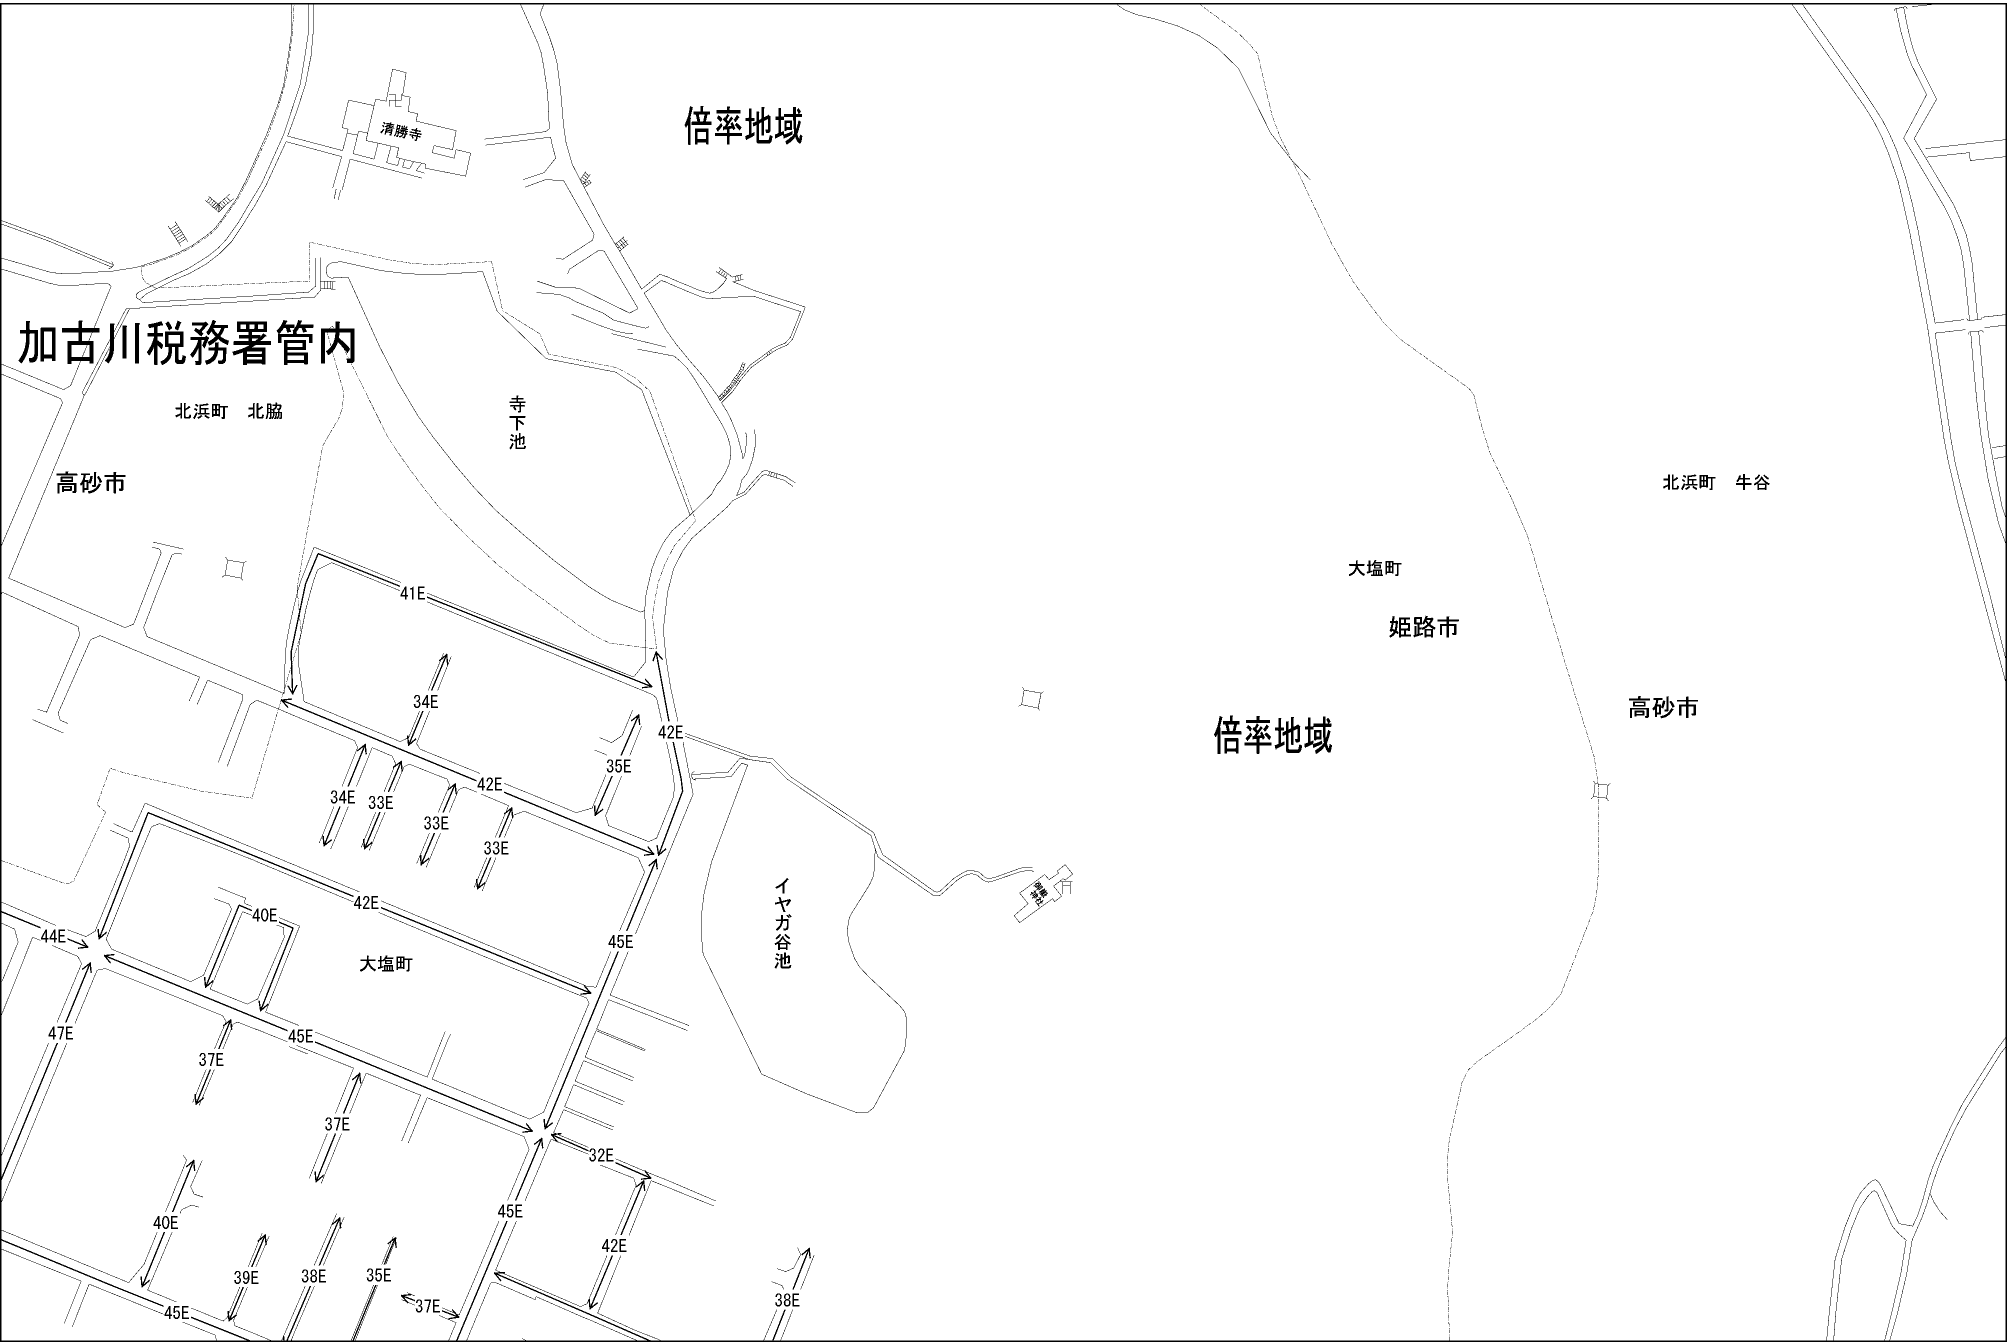 倍率地域
清勝寺
加古川税務署管内
北浜町 北脇
寺下池
高砂市
北浜町 牛谷
大塩町
姫路市
高砂市
倍率地域
41E
34E
42E
35E
42E
34E
33E
33E
33E
イヤガ谷池
42E
40E
44E
45E
大塩町
47E
45E
37E
37E
32E
45E
40E
42E
39E
38E
35E
37E
38E
45E